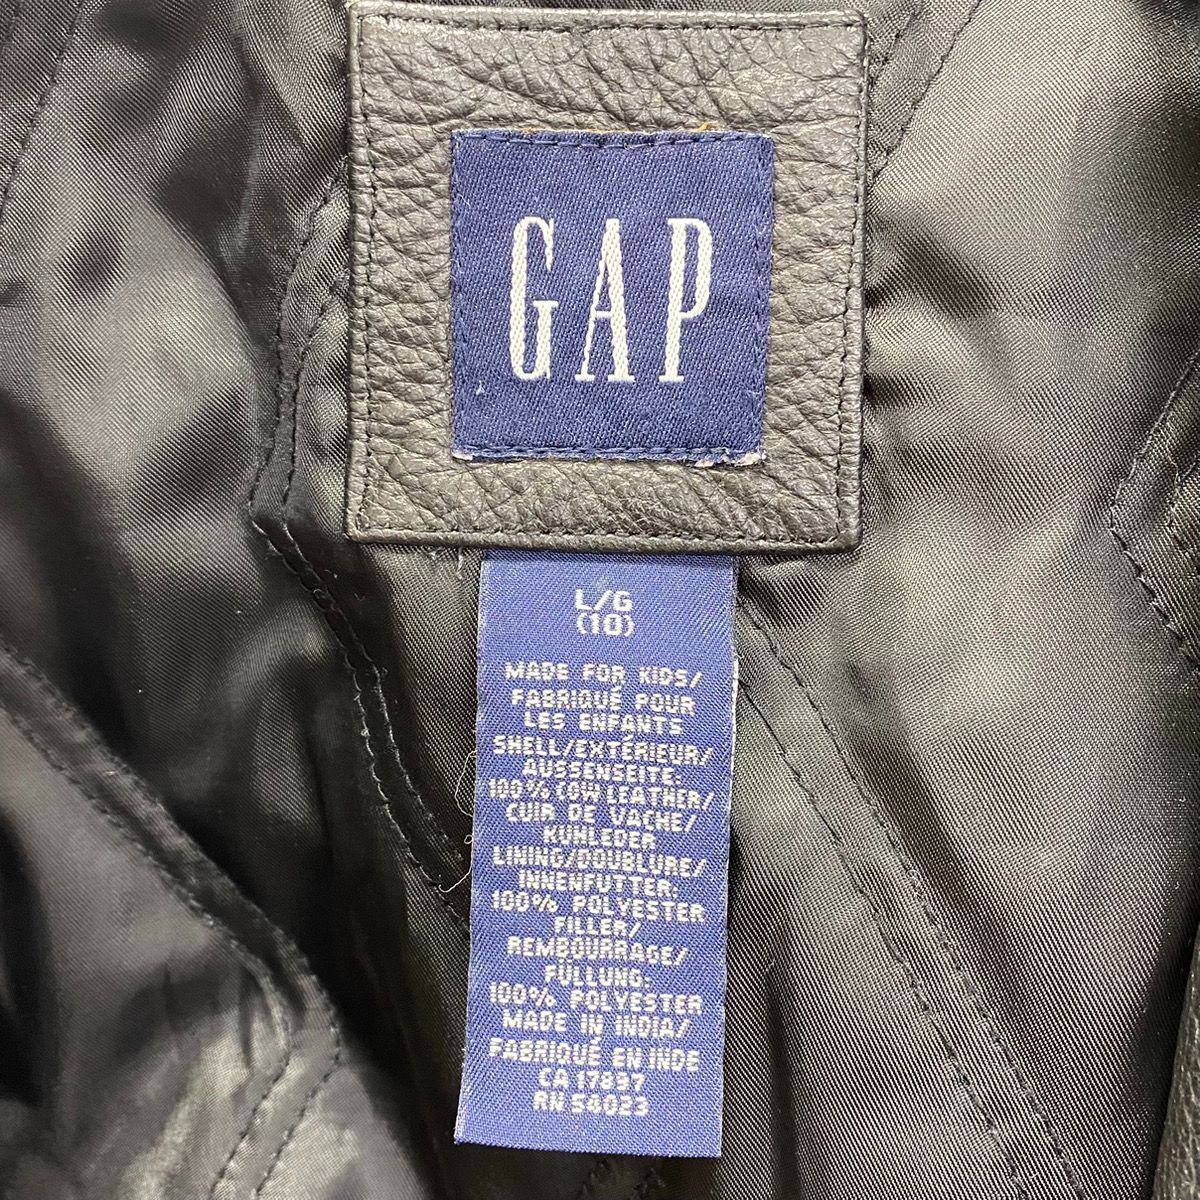 GAP
L/G
(10)
MADE FOR KIDS/
FABRIQUÉ POUR
LES ENFANTS
SHELL/EXTÉRIEUR/
AUSSENSEITE:
100% COW LEATHER/
CUIR DE VACHE/
KUHLEDER
LINING/DOUBLURE/
INNENFUTTER:
100% POLYESTER
FILLER/
REMBOURRAGE/
FÜLLUNG:
100% POLYESTER
MADE IN INDIA/
FABRIQUÉ EN INDE
CA 17897
RN 54023